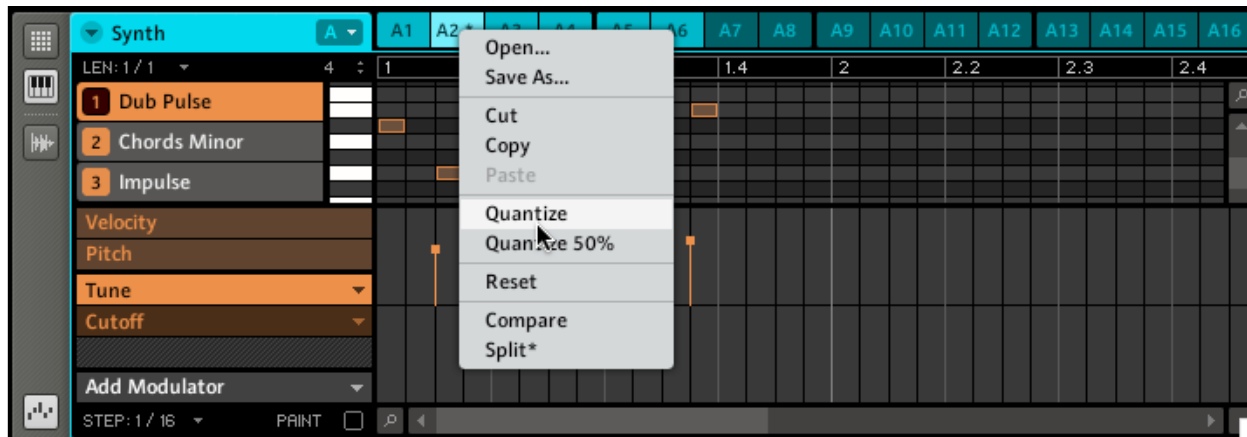 Synth A A1 A2 * A3 A4 A5 A6 A7 A8 A9 A10 A11 A12 A13 A14 A15 A16
LEN: 1 / 1 4 1 1.4 2 2.2 2.3 2.4
1 Dub Pulse
2 Chords Minor
3 Impulse
Velocity
Pitch
Tune
Cutoff
Add Modulator
STEP: 1 / 16 PAINT
Open...
Save As...
Cut
Copy
Paste
Quantize
Quantize 50%
Reset
Compare
Split*